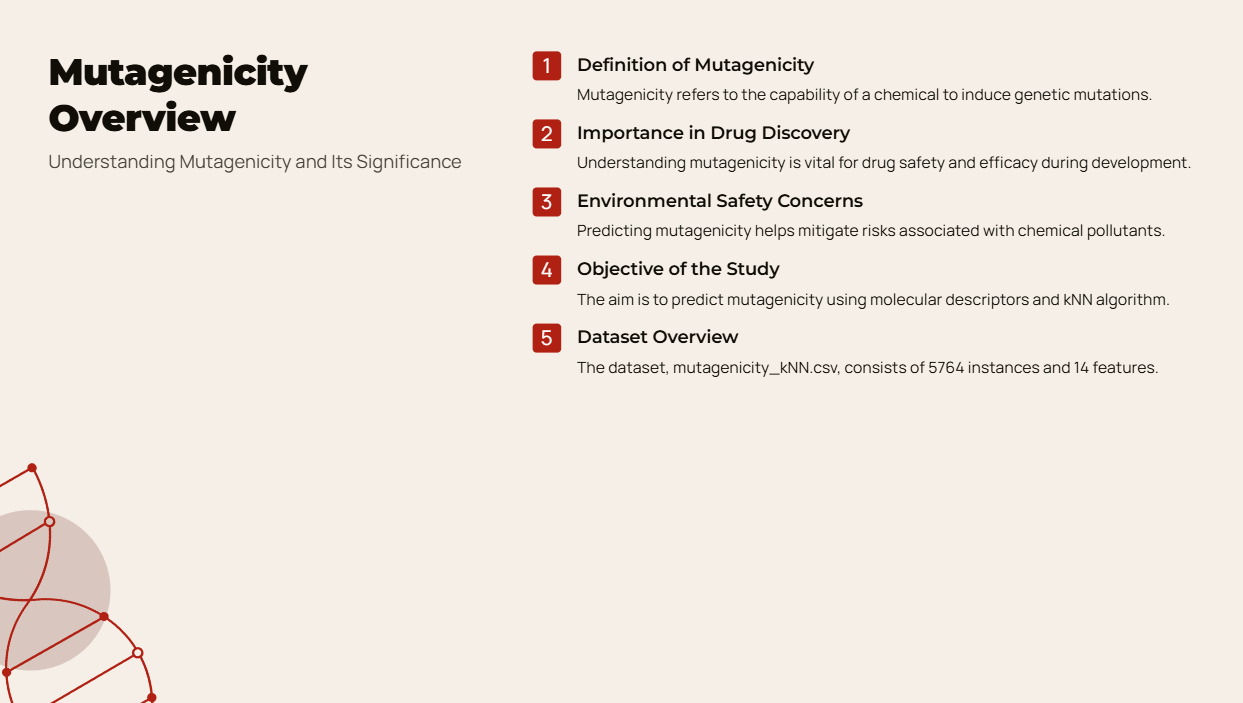 Mutagenicity
Overview
Understanding Mutagenicity and Its Significance
1
Definition of Mutagenicity
Mutagenicity refers to the capability of a chemical to induce genetic mutations.
2
Importance in Drug Discovery
Understanding mutagenicity is vital for drug safety and efficacy during development.
3
Environmental Safety Concerns
Predicting mutagenicity helps mitigate risks associated with chemical pollutants.
4
Objective of the Study
The aim is to predict mutagenicity using molecular descriptors and kNN algorithm.
5
Dataset Overview
The dataset, mutagenicity_kNN.csv, consists of 5764 instances and 14 features.